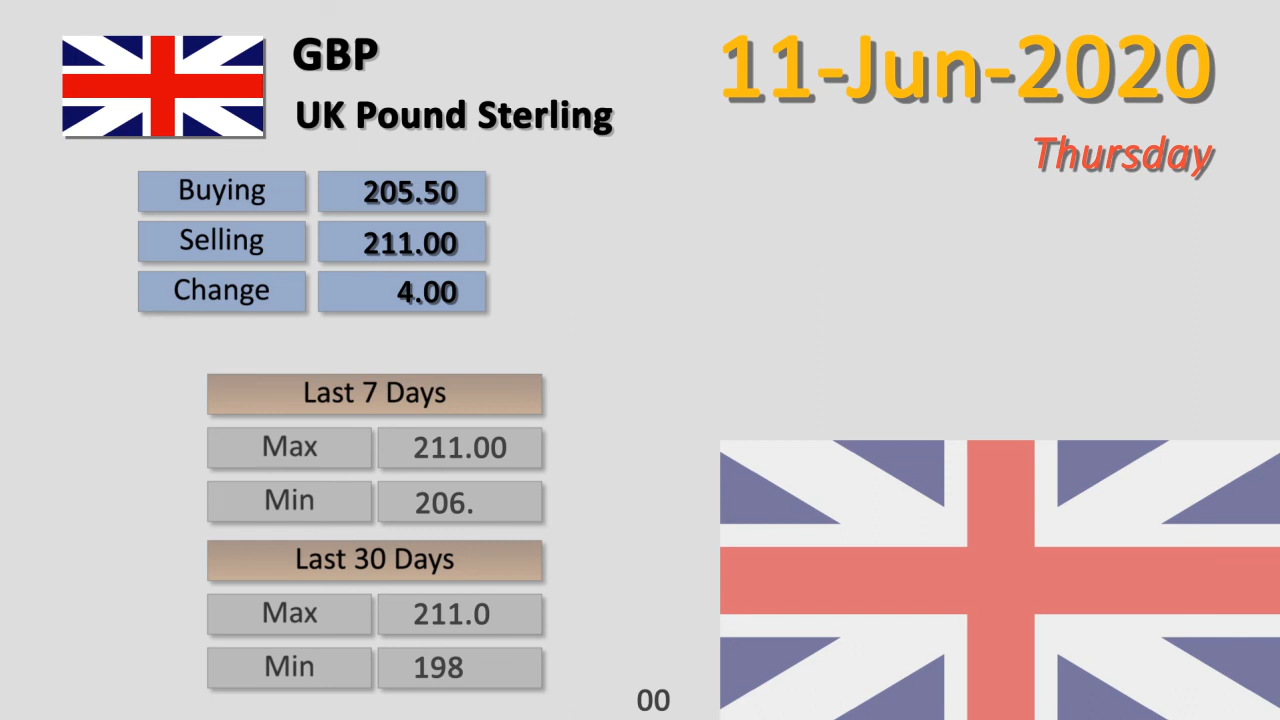 GBP
UK Pound Sterling
11-Jun-2020
Thursday
Buying 205.50
Selling 211.00
Change 4.00
Last 7 Days
Max 211.00
Min 206.
Last 30 Days
Max 211.0
Min 198
00